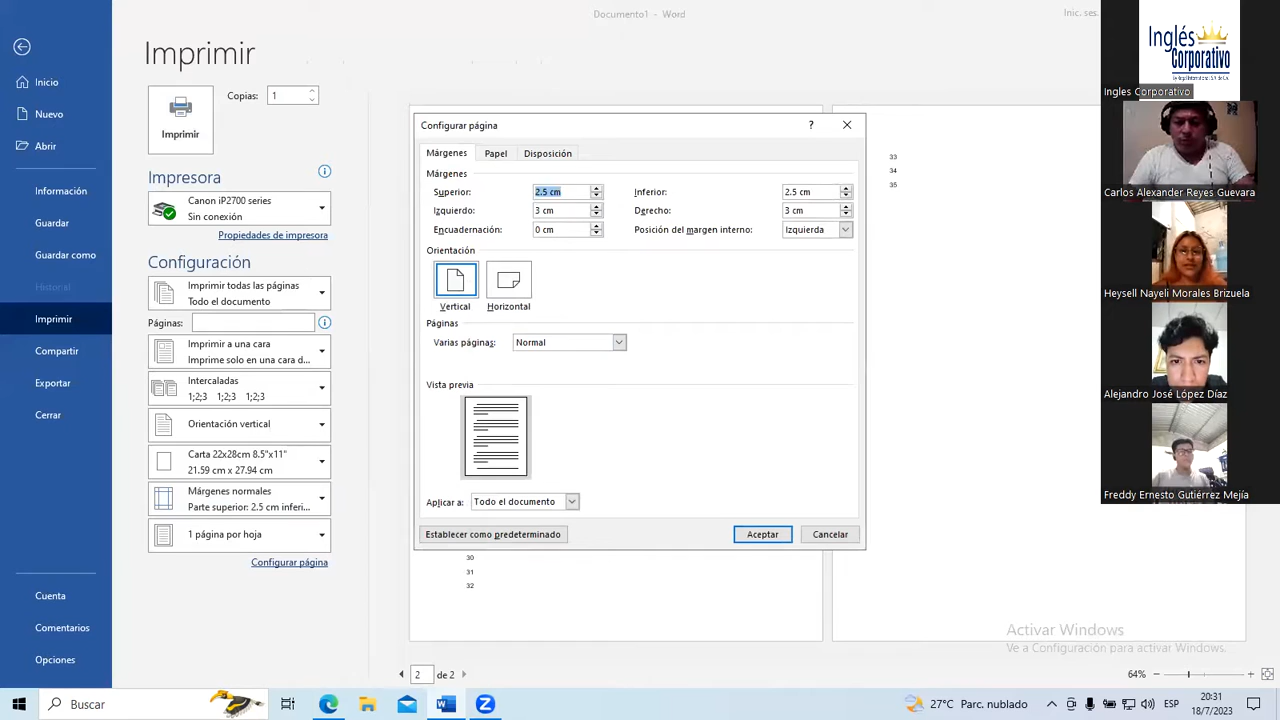 Documento1 - Word
Inic. ses.
Imprimir
Inicio
Nuevo
Abrir
Información
Guardar
Guardar como
Historial
Imprimir
Compartir
Exportar
Cerrar
Cuenta
Comentarios
Opciones
Imprimir
Copias: 1
Impresora
Canon iP2700 series
Sin conexión
Propiedades de impresora
Configuración
Imprimir todas las páginas
Todo el documento
Páginas:
Imprimir a una cara
Imprime solo en una cara d...
Intercaladas
1;2;3 1;2;3 1;2;3
Orientación vertical
Carta 22x28cm 8.5"x11"
21.59 cm x 27.94 cm
Márgenes normales
Parte superior: 2.5 cm inferi...
1 página por hoja
Configurar página
Configurar página
?
Márgenes Papel Disposición
Márgenes
Superior: 2.5 cm Inferior: 2.5 cm
Izquierdo: 3 cm Derecho: 3 cm
Encuadernación: 0 cm Posición del margen interno: Izquierda
Orientación
Vertical Horizontal
Páginas
Varias páginas: Normal
Vista previa
Aplicar a: Todo el documento
Establecer como predeterminado Aceptar Cancelar
30
31
32
33
34
35
2 de 2
64%
Activar Windows
Ve a Configuración para activar Windows.
Inglés
Corporativo
Ingles Corporativo
Carlos Alexander Reyes Guevara
Heysell Nayeli Morales Brizuela
Alejandro José López Díaz
Freddy Ernesto Gutiérrez Mejía
Buscar
27°C Parc. nublado
ESP
20:31
18/7/2023